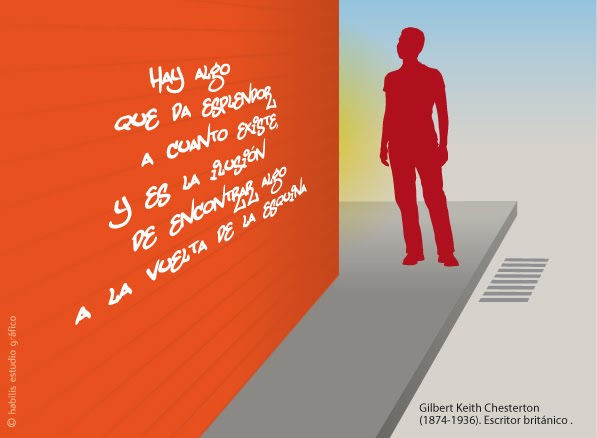 Hay algo
que da esplendor
a cuanto existe,
y es la ilusión
de encontrar algo
a la vuelta de la esquina
Gilbert Keith Chesterton
(1874-1936). Escritor británico .
© habilis estudio gráfico